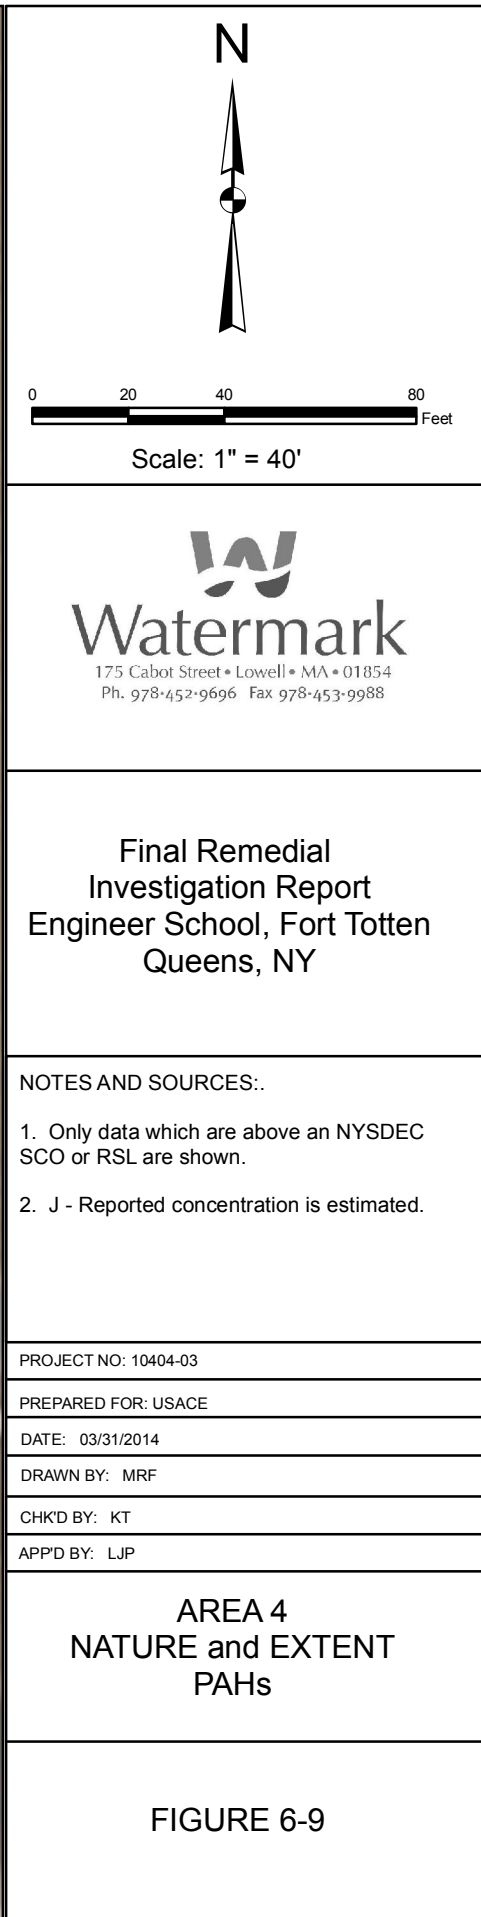 N
0 20 40 80
Feet
Scale: 1" = 40'
Watermark
175 Cabot Street • Lowell • MA • 01854
Ph. 978-452-9696 Fax 978-453-9988
Final Remedial
Investigation Report
Engineer School, Fort Totten
Queens, NY
NOTES AND SOURCES:.
1. Only data which are above an NYSDEC
SCO or RSL are shown.
2. J - Reported concentration is estimated.
PROJECT NO: 10404-03
PREPARED FOR: USACE
DATE: 03/31/2014
DRAWN BY: MRF
CHK'D BY: KT
APP'D BY: LJP
AREA 4
NATURE and EXTENT
PAHs
FIGURE 6-9